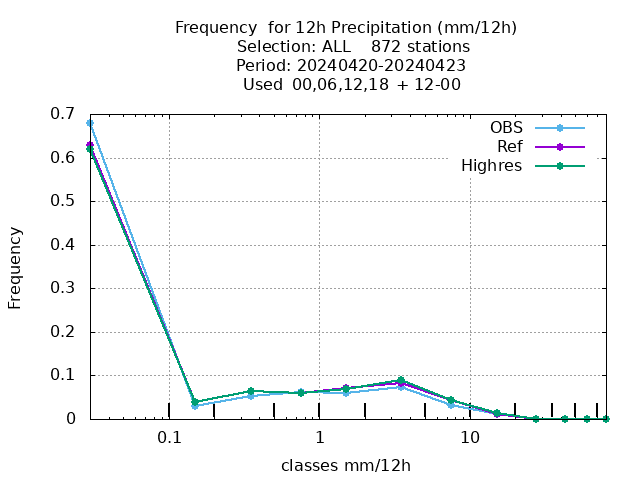 Frequency  for 12h Precipitation (mm/12h)
Selection: ALL    872 stations
Period: 20240420-20240423
Used  00,06,12,18  + 12-00
OBS
Ref
Highres
0.7
0.6
0.5
0.4
0.3
0.2
0.1
0
Frequency
0.1
1
10
classes mm/12h